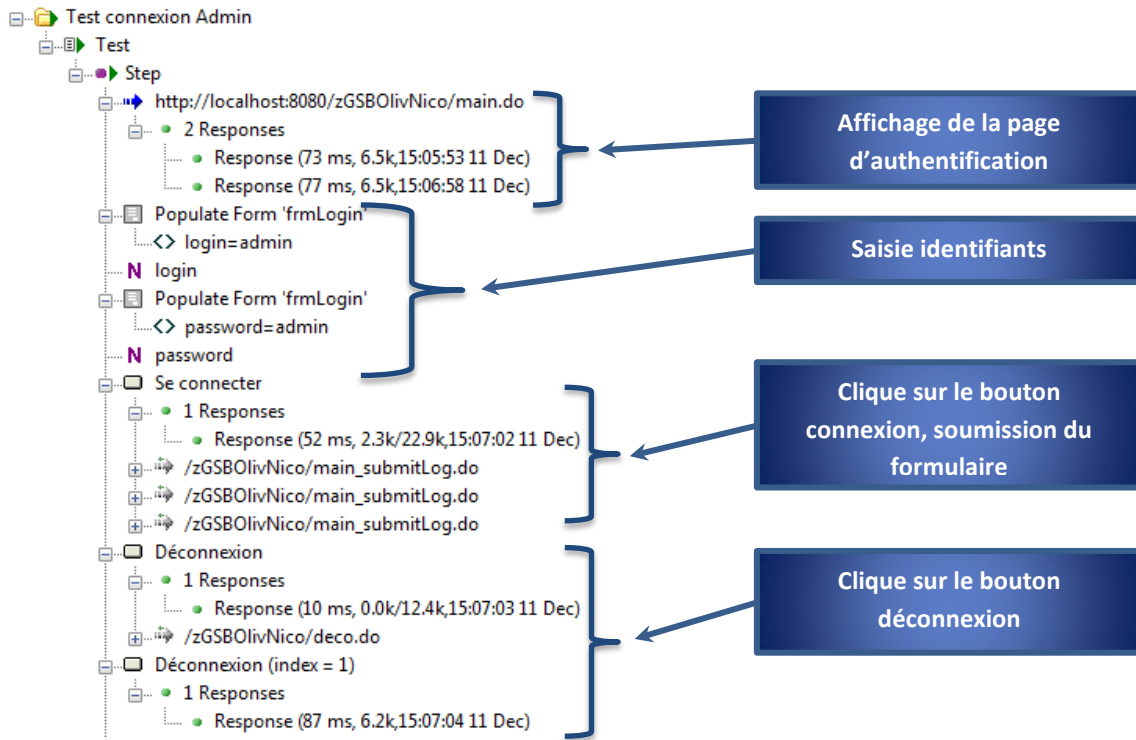 Test connexion Admin
Test
Step
http://localhost:8080/zGSBOlivNico/main.do
2 Responses
Response (73 ms, 6.5k,15:05:53 11 Dec)
Response (77 ms, 6.5k,15:06:58 11 Dec)
Populate Form 'frmLogin'
<> login=admin
N login
Populate Form 'frmLogin'
<> password=admin
N password
Se connecter
1 Responses
Response (52 ms, 2.3k/22.9k,15:07:02 11 Dec)
/zGSBOlivNico/main_submitLog.do
/zGSBOlivNico/main_submitLog.do
/zGSBOlivNico/main_submitLog.do
Déconnexion
1 Responses
Response (10 ms, 0.0k/12.4k,15:07:03 11 Dec)
/zGSBOlivNico/deco.do
Déconnexion (index = 1)
1 Responses
Response (87 ms, 6.2k,15:07:04 11 Dec)
Affichage de la page
d'authentification
Saisie identifiants
Clique sur le bouton
connexion, soumission du
formulaire
Clique sur le bouton
déconnexion